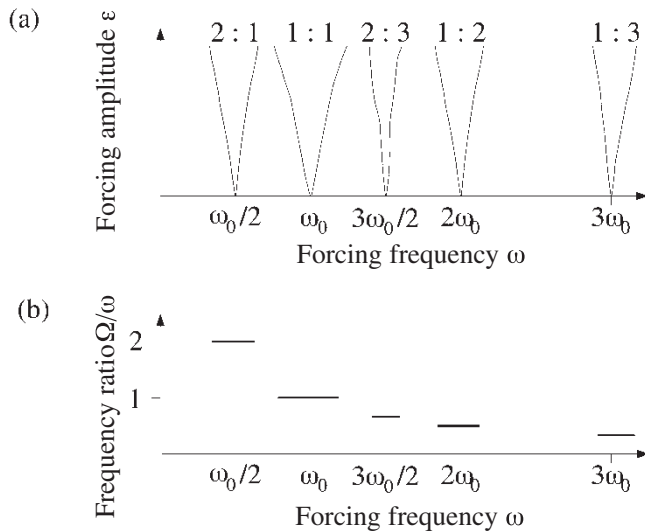 (a)
Forcing amplitude ε
2 : 1 1 : 1 2 : 3 1 : 2 1 : 3
ω₀/2 ω₀ 3ω₀/2 2ω₀ 3ω₀
Forcing frequency ω
(b)
Frequency ratioΩ/ω
2
1
ω₀/2 ω₀ 3ω₀/2 2ω₀ 3ω₀
Forcing frequency ω